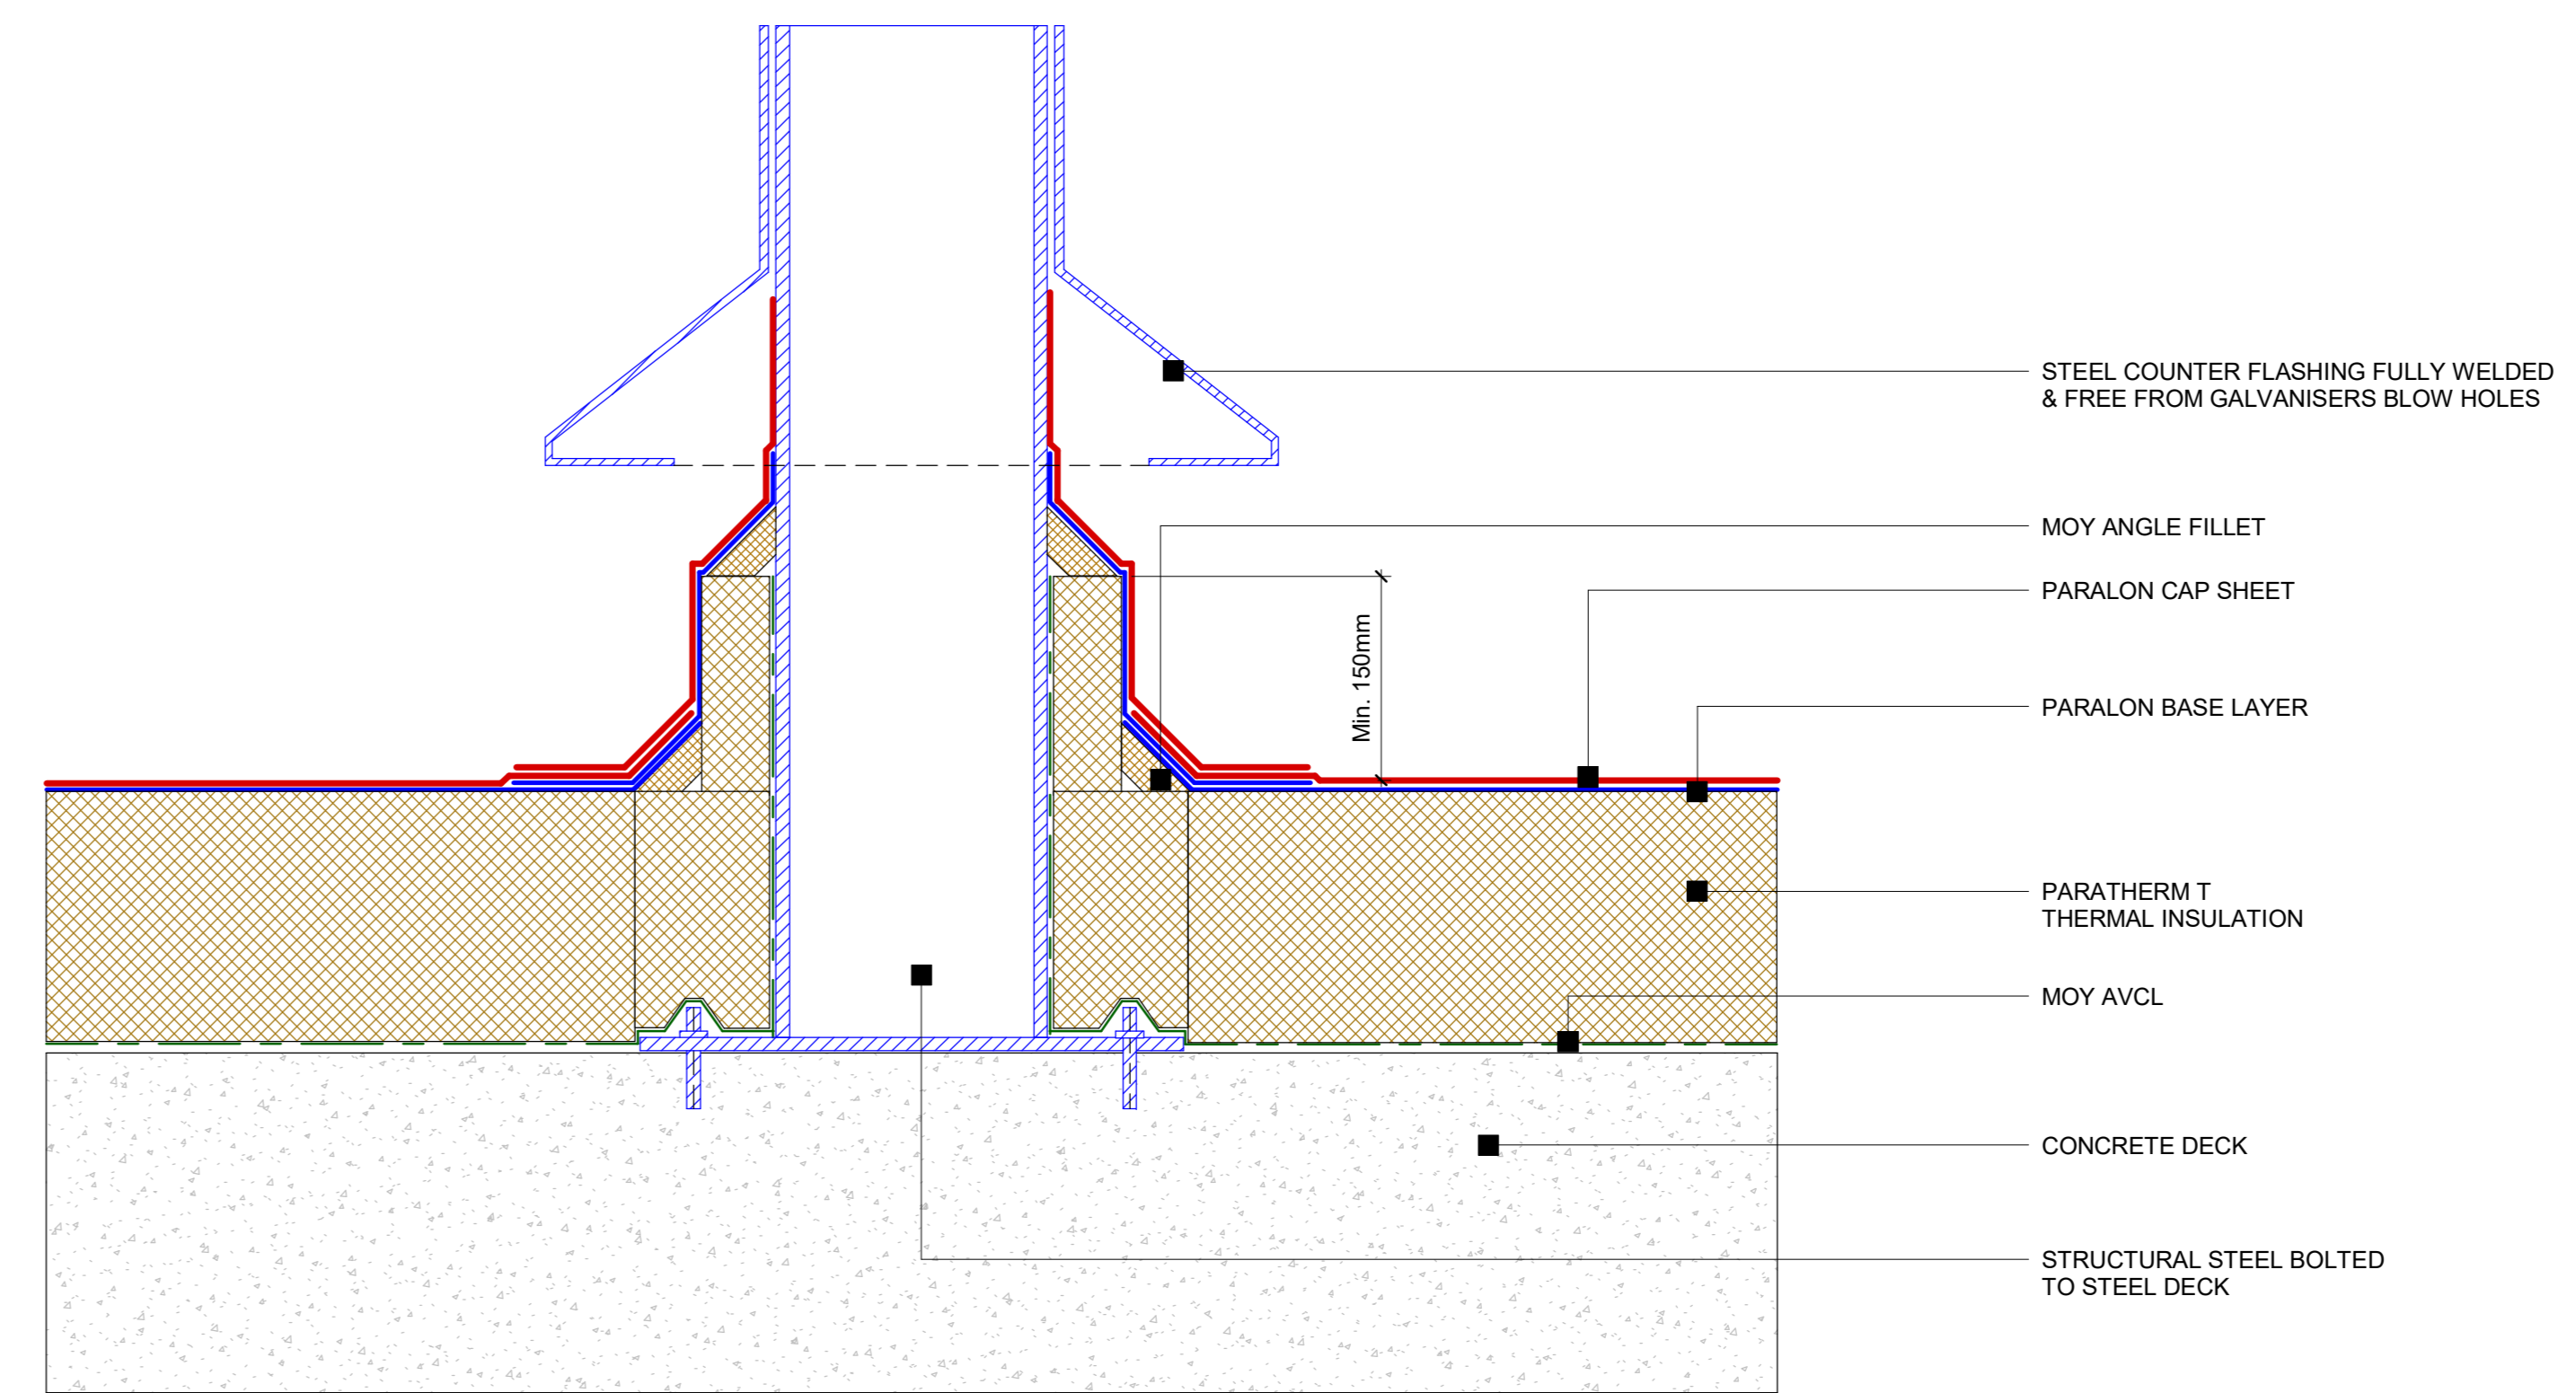 STEEL COUNTER FLASHING FULLY WELDED
& FREE FROM GALVANISERS BLOW HOLES
MOY ANGLE FILLET
PARALON CAP SHEET
Min. 150mm
PARALON BASE LAYER
PARATHERM T
THERMAL INSULATION
MOY AVCL
CONCRETE DECK
STRUCTURAL STEEL BOLTED
TO STEEL DECK